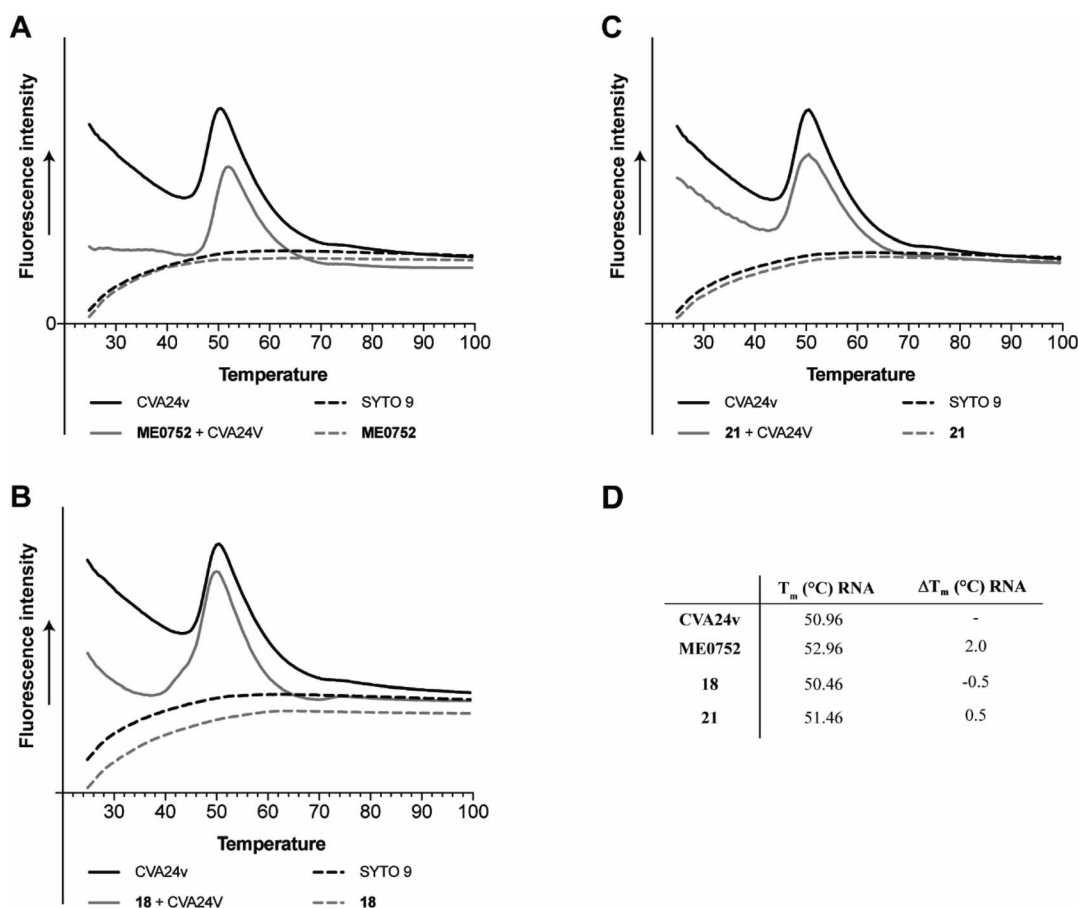 A
Fluorescence intensity
0
30 40 50 60 70 80 90 100
Temperature
CVA24v
SYTO 9
ME0752 + CVA24V
ME0752
C
Fluorescence intensity
30 40 50 60 70 80 90 100
Temperature
CVA24v
SYTO 9
21 + CVA24V
21
B
Fluorescence intensity
30 40 50 60 70 80 90 100
Temperature
CVA24v
SYTO 9
18 + CVA24V
18
D
Tm (°C) RNA ΔTm (°C) RNA
CVA24v 50.96 -
ME0752 52.96 2.0
18 50.46 -0.5
21 51.46 0.5